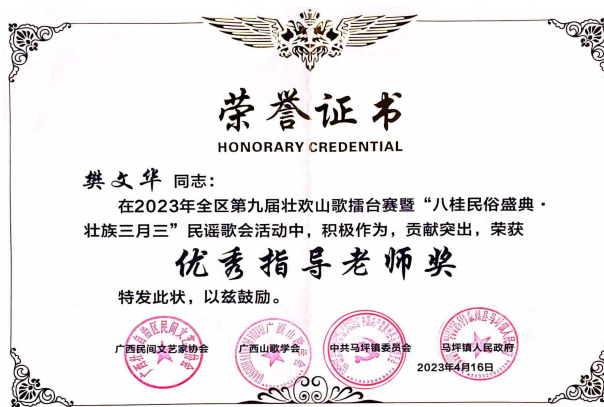 荣誉证书
HONORARY CREDENTIAL
樊文华 同志：
在2023年全区第九届壮欢山歌擂台赛暨“八桂民俗盛典·
壮族三月三”民谣歌会活动中，积极作为，贡献突出，荣获
优秀指导老师奖
特发此状，以兹鼓励。
广西民间文艺家协会 广西山歌学会 中共马坪镇委员会 马坪镇人民政府
2023年4月16日